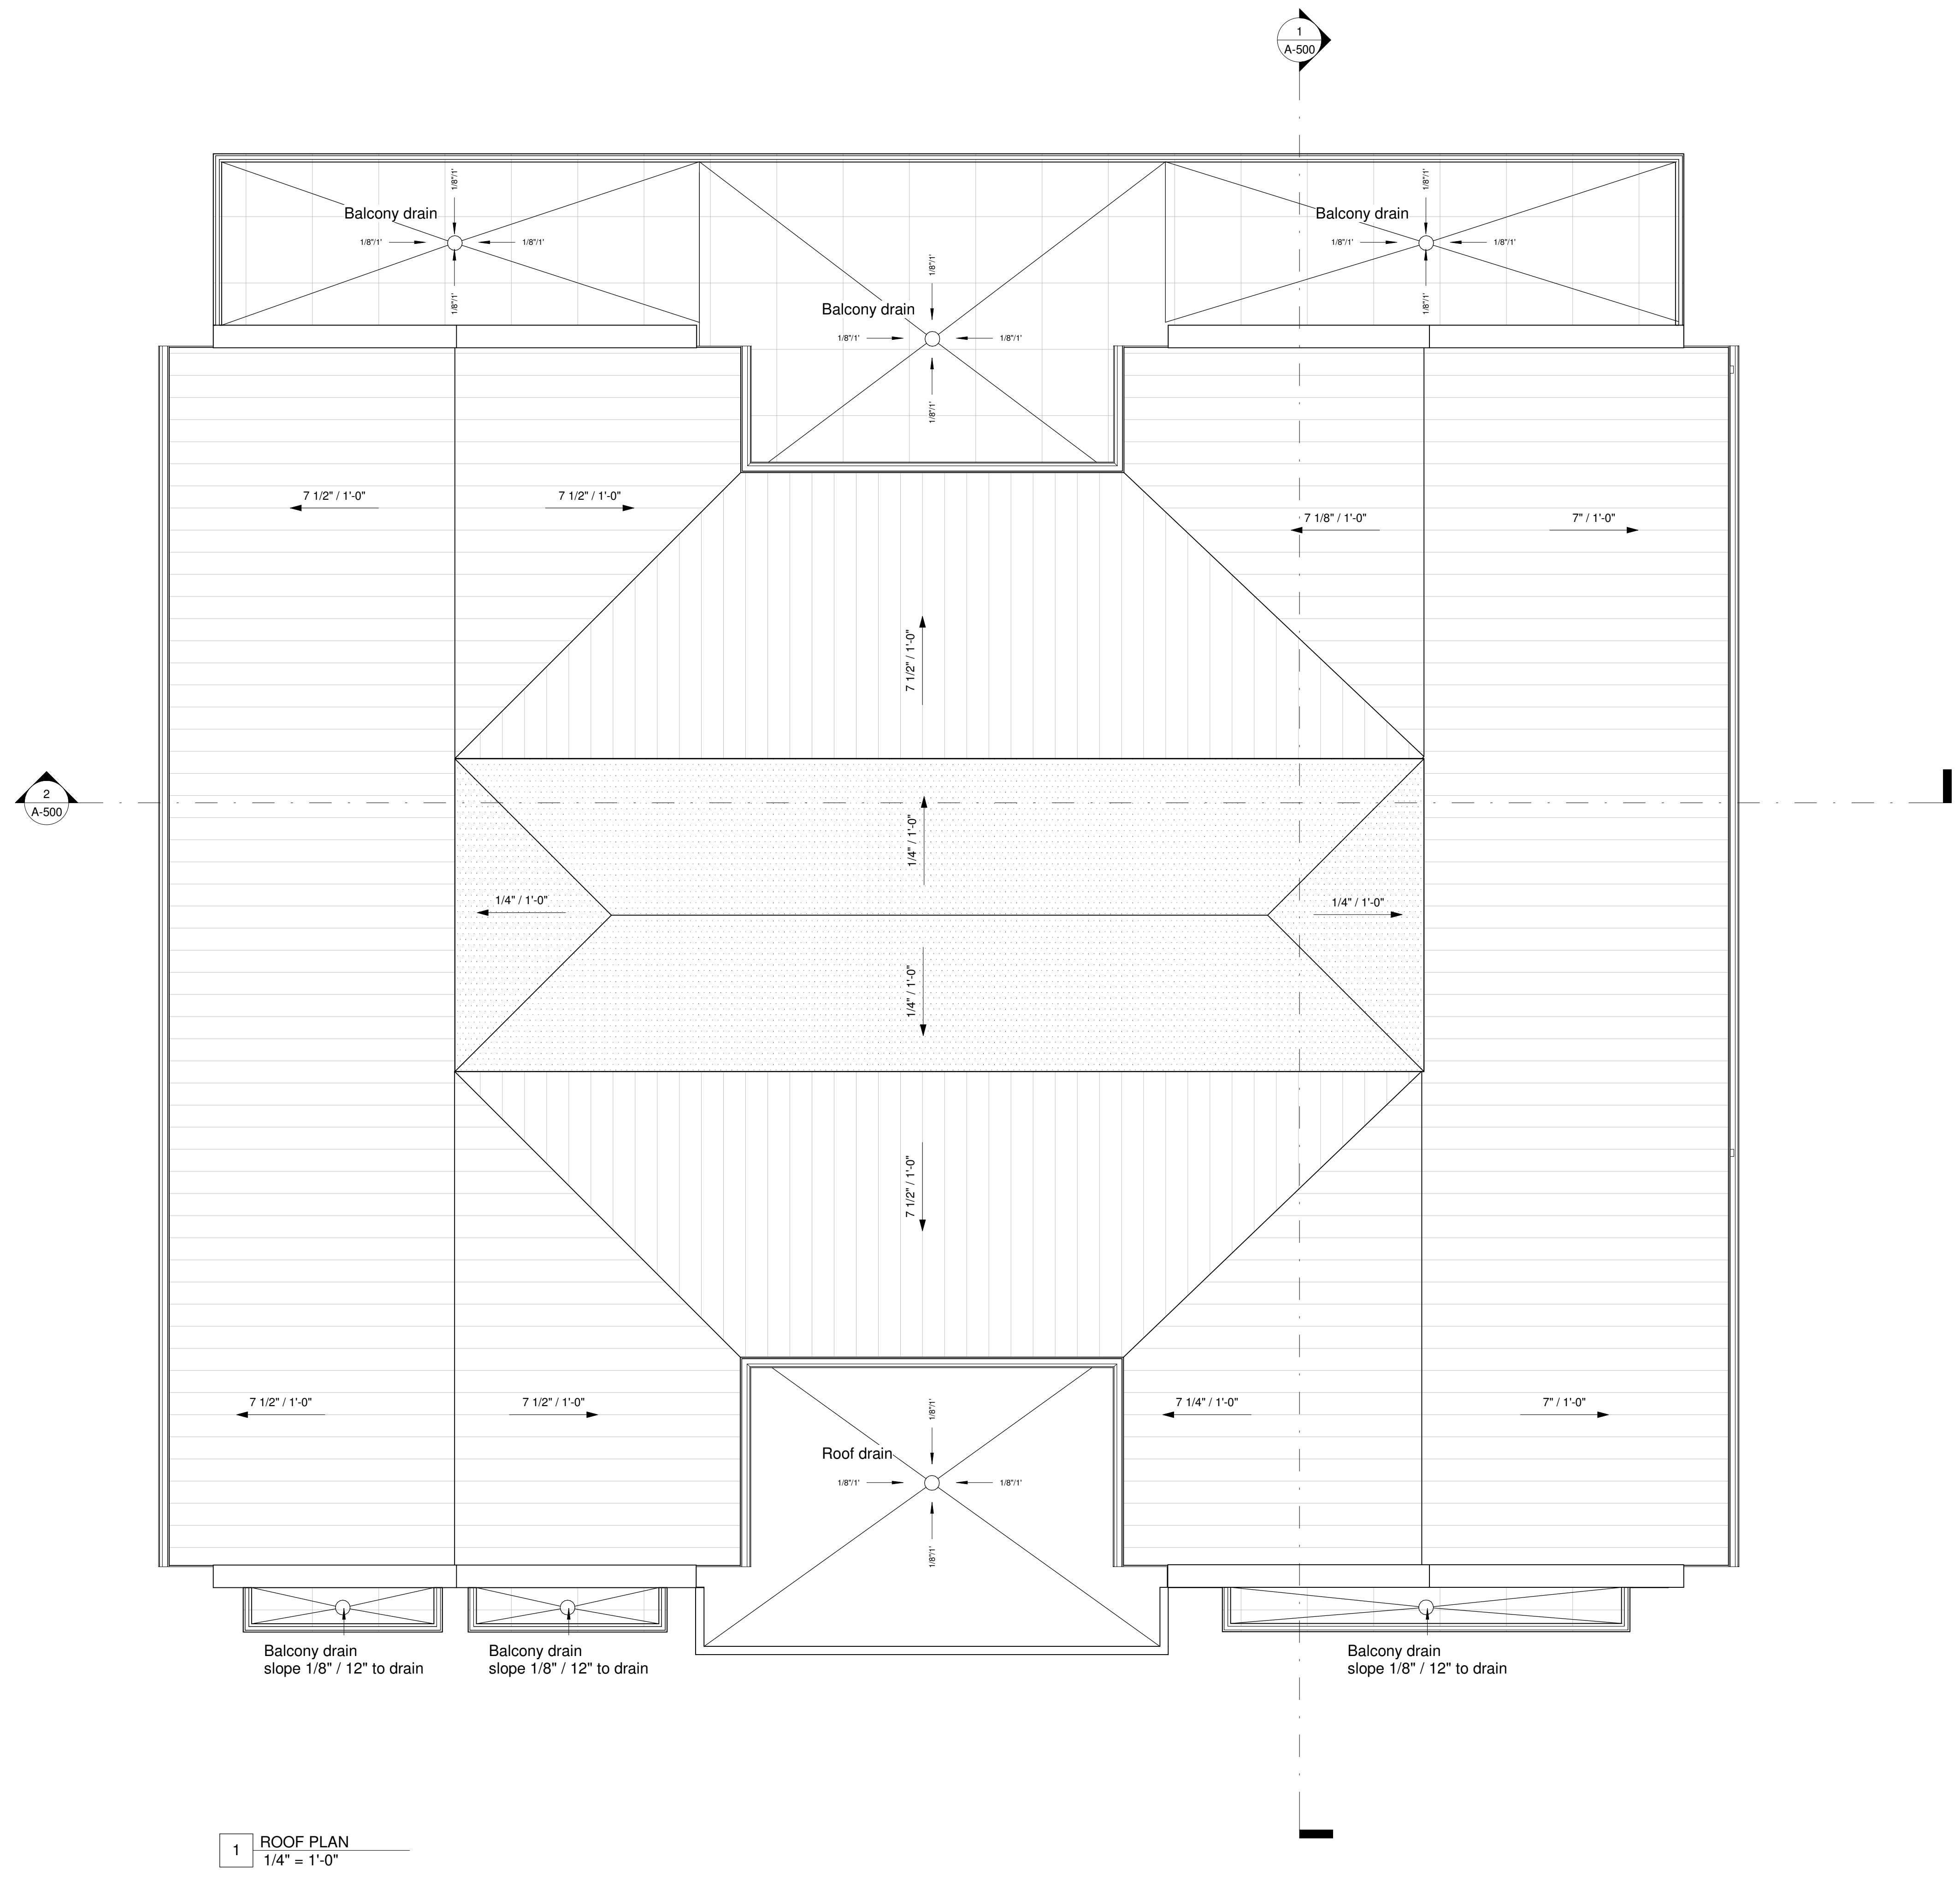 1
A-500
1/8"/1'
1/8"/1'
Balcony drain
Balcony drain
1/8"/1'
1/8"/1'
1/8"/1'
1/8"/1'
1/8"/1'
1/8"/1'
1/8"/1'
Balcony drain
1/8"/1'
1/8"/1'
1/8"/1'
7 1/2" / 1'-0"
7 1/2" / 1'-0"
7 1/8" / 1'-0"
7" / 1'-0"
7 1/2" / 1'-0"
2
A-500
1/4" / 1'-0"
1/4" / 1'-0"
1/4" / 1'-0"
1/4" / 1'-0"
7 1/2" / 1'-0"
7 1/2" / 1'-0"
7 1/2" / 1'-0"
7 1/4" / 1'-0"
7" / 1'-0"
1/8"/1'
Roof drain
1/8"/1'
1/8"/1'
1/8"/1'
Balcony drain
slope 1/8" / 12" to drain
Balcony drain
slope 1/8" / 12" to drain
Balcony drain
slope 1/8" / 12" to drain
1
ROOF PLAN
1/4" = 1'-0"